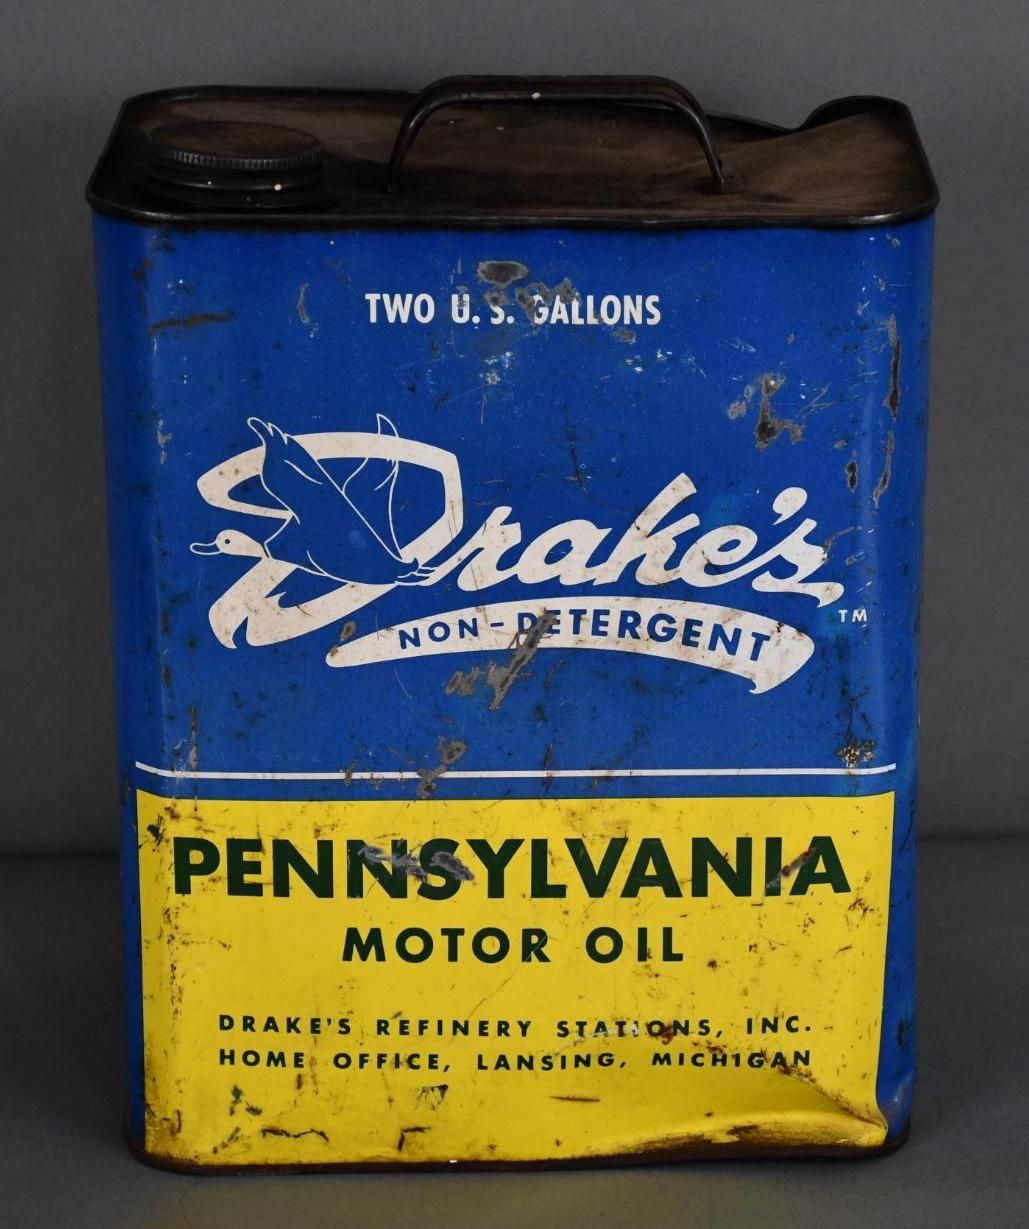 TWO U.S. GALLONS
Drake's
TM
NON-DETERGENT
PENNSYLVANIA
MOTOR OIL
DRAKE'S REFINERY STATIONS, INC.
HOME OFFICE, LANSING, MICHIGAN